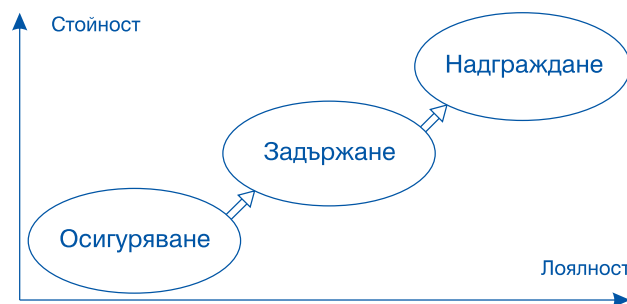 Стойност
Надграждане
Задържане
Осигуряване
Лоялност